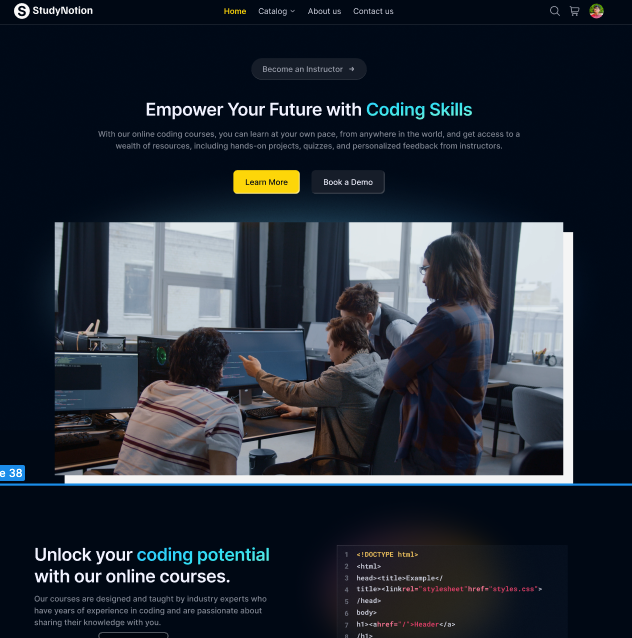 StudyNotion
Home Catalog About us Contact us
Become an Instructor
Empower Your Future with Coding Skills
With our online coding courses, you can learn at your own pace, from anywhere in the world, and get access to a
wealth of resources, including hands-on projects, quizzes, and personalized feedback from instructors.
Learn More Book a Demo
e 38
Unlock your coding potential
with our online courses.
Our courses are designed and taught by industry experts who
have years of experience in coding and are passionate about
sharing their knowledge with you.
1 <!DOCTYPE html>
2 <html>
3 head><title>Example</
4 title><linkrel="stylesheet"href="styles.css">
5 /head>
6 body>
7 h1><ahref="/">Header</a>
8 /h1>